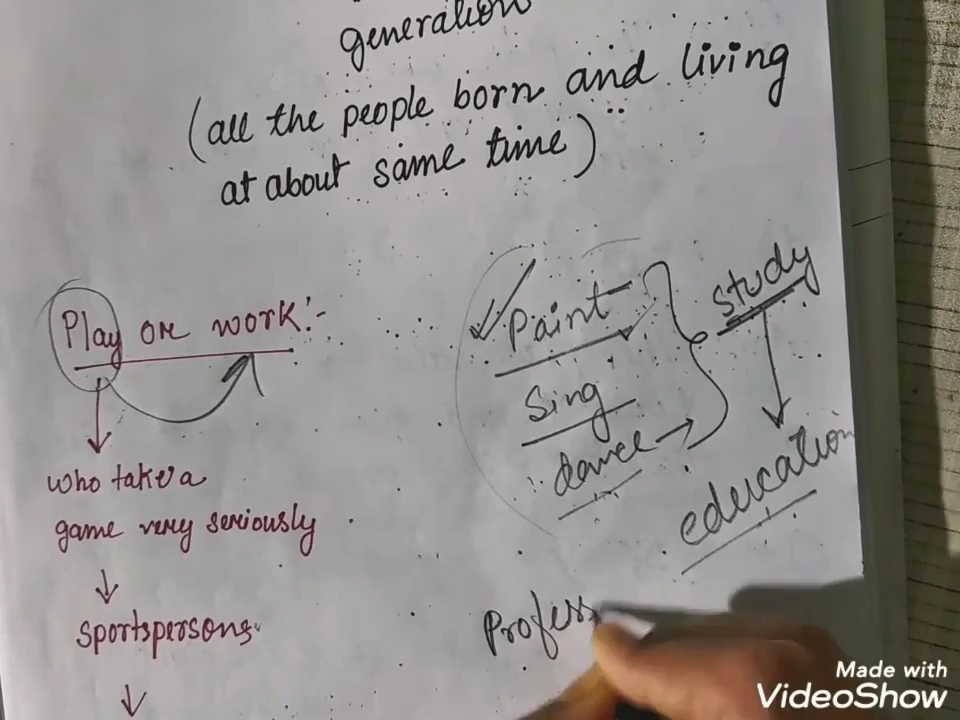 generation
(all the people born and living
at about same time)
Play or work:-
who take a
game very seriously
sportspersons
Paint
Sing
dance
study
education
Profess
Made with
VideoShow